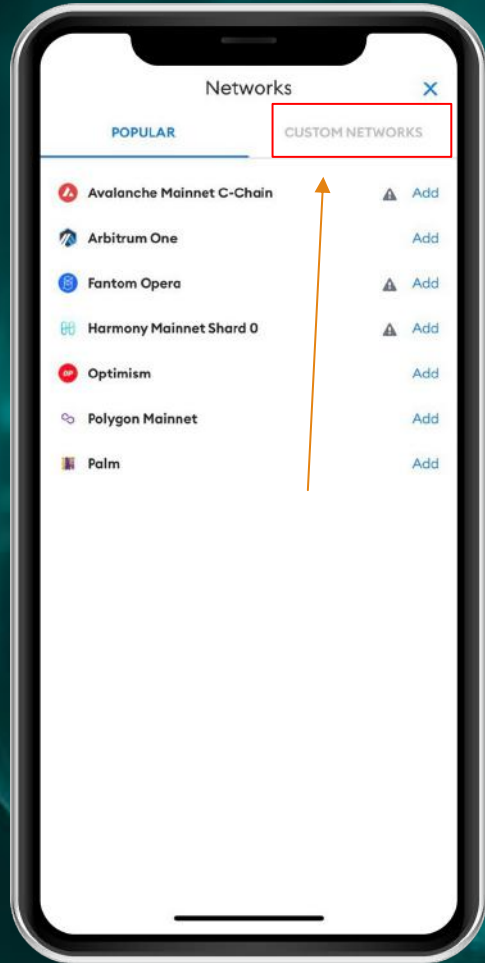 Networks
POPULAR
CUSTOM NETWORKS
Avalanche Mainnet C-Chain Add
Arbitrum One Add
Fantom Opera Add
Harmony Mainnet Shard 0 Add
OP Optimism Add
Polygon Mainnet Add
Palm Add